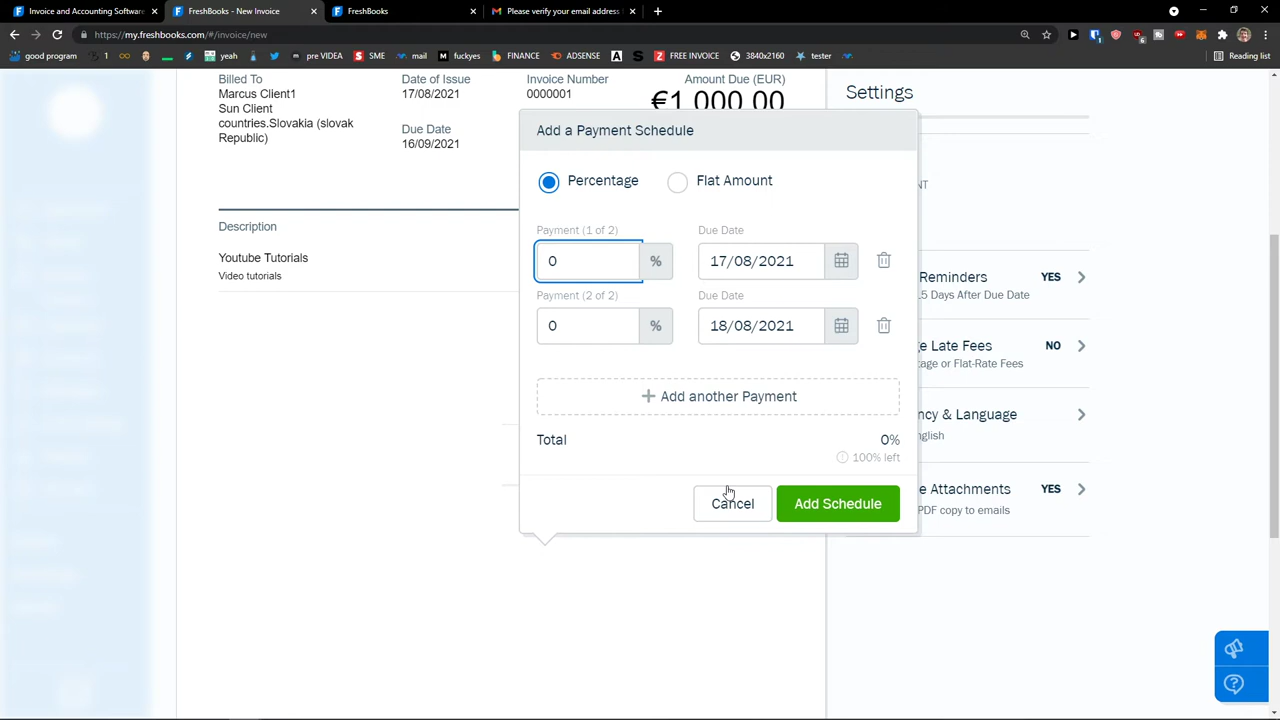 Invoice and Accounting Software
FreshBooks - New Invoice
FreshBooks
Please verify your email address
https://my.freshbooks.com/#/invoice/new
good program
1
yeah
pre VIDEA
SME
mail
fuckyes
FINANCE
ADSENSE
FREE INVOICE
3840x2160
tester
Reading list
Billed To
Marcus Client1
Sun Client
countries.Slovakia (slovak
Republic)
Date of Issue
17/08/2021
Due Date
16/09/2021
Invoice Number
0000001
Amount Due (EUR)
€1,000.00
Description
Youtube Tutorials
Video tutorials
Add a Payment Schedule
Percentage
Flat Amount
Payment (1 of 2)
Due Date
0
%
17/08/2021
Payment (2 of 2)
Due Date
0
%
18/08/2021
+ Add another Payment
Total
0%
100% left
Cancel
Add Schedule
Settings
NT
Reminders
YES
5 Days After Due Date
ge Late Fees
NO
tage or Flat-Rate Fees
ncy & Language
nglish
e Attachments
YES
PDF copy to emails